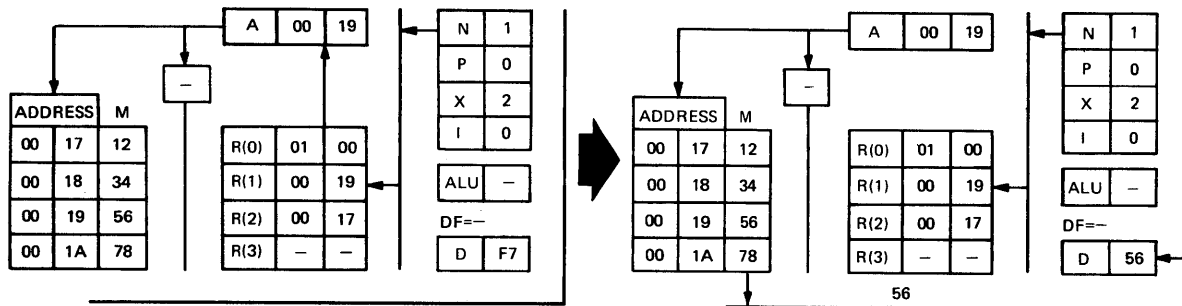 A 00 19
N 1
P 0
X 2
I 0
–
ADDRESS M
00 17 12
00 18 34
00 19 56
00 1A 78
R(0) 01 00
R(1) 00 19
R(2) 00 17
R(3) – –
ALU –
DF=–
D F7
A 00 19
N 1
P 0
X 2
I 0
–
ADDRESS M
00 17 12
00 18 34
00 19 56
00 1A 78
R(0) 01 00
R(1) 00 19
R(2) 00 17
R(3) – –
ALU –
DF=–
D 56
56